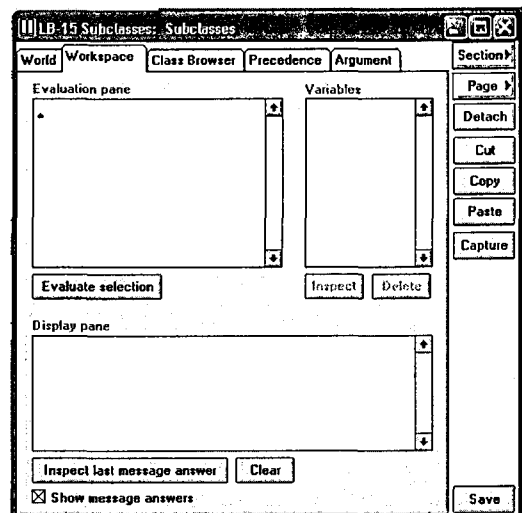 LB-15 Subclasses: Subclasses
World Workspace Class Browser Precedence Argument
Section
Page
Detach
Cut
Copy
Paste
Capture
Evaluation pane
Variables
Evaluate selection
Inspect Delete
Display pane
Inspect last message answer Clear
Show message answers
Save